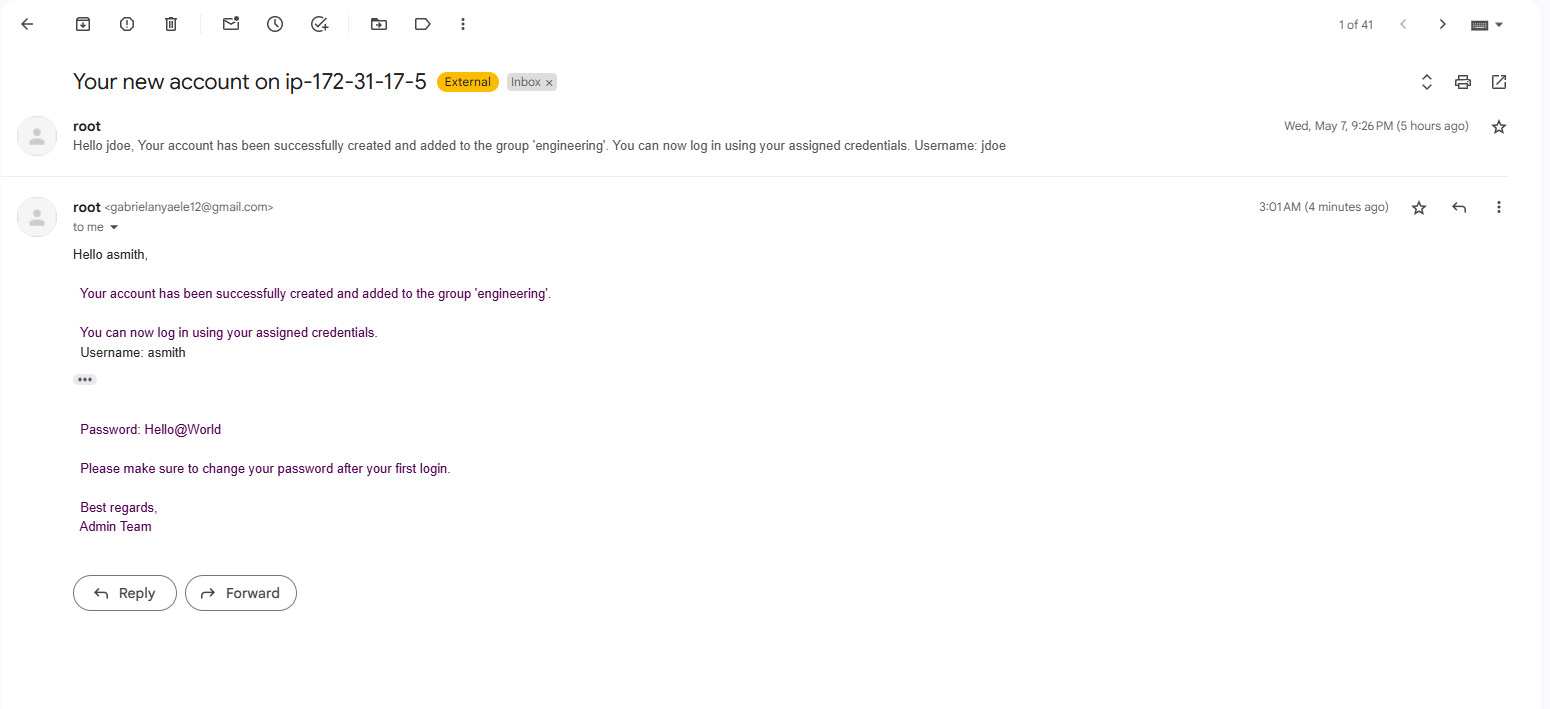 1 of 41
Your new account on ip-172-31-17-5 External Inbox ×
root Wed, May 7, 9:26 PM (5 hours ago)
Hello jdoe, Your account has been successfully created and added to the group 'engineering'. You can now log in using your assigned credentials. Username: jdoe
root <gabrielanyaele12@gmail.com> 3:01 AM (4 minutes ago)
to me
Hello asmith,
Your account has been successfully created and added to the group 'engineering'.
You can now log in using your assigned credentials.
Username: asmith
•••
Password: Hello@World
Please make sure to change your password after your first login.
Best regards,
Admin Team
Reply Forward